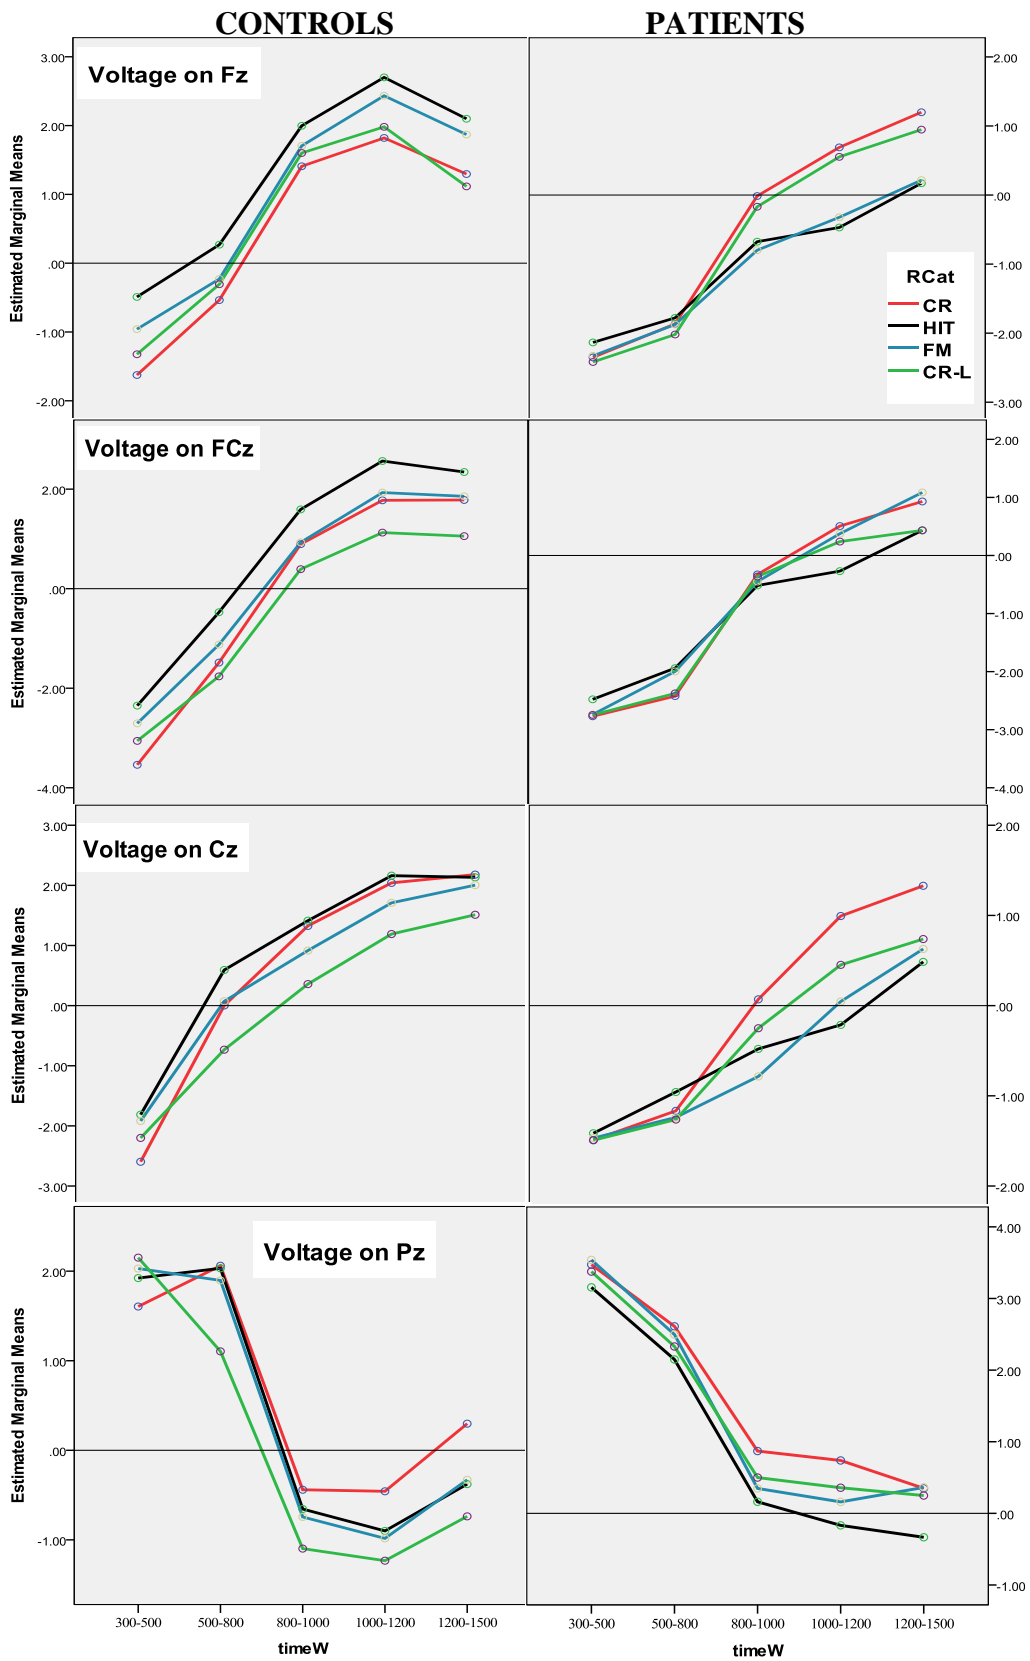 CONTROLS PATIENTS
Voltage on Fz
Estimated Marginal Means
3.00
2.00
1.00
.00
-1.00
-2.00
2.00
1.00
.00
-1.00
-2.00
-3.00
RCat
CR
HIT
FM
CR-L
Voltage on FCz
Estimated Marginal Means
2.00
.00
-2.00
-4.00
2.00
1.00
.00
-1.00
-2.00
-3.00
-4.00
Voltage on Cz
Estimated Marginal Means
3.00
2.00
1.00
.00
-1.00
-2.00
-3.00
2.00
1.00
.00
-1.00
-2.00
Voltage on Pz
Estimated Marginal Means
2.00
1.00
.00
-1.00
4.00
3.00
2.00
1.00
.00
-1.00
300-500 500-800 800-1000 1000-1200 1200-1500
timeW
300-500 500-800 800-1000 1000-1200 1200-1500
timeW